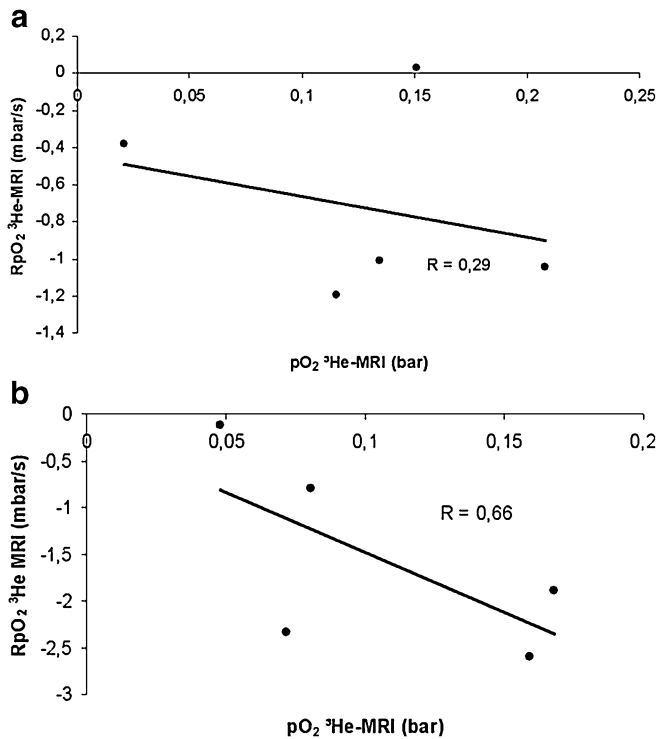 a
0,2
0
-0,2
-0,4
-0,6
-0,8
-1
-1,2
-1,4
0 0,05 0,1 0,15 0,2 0,25
R = 0,29
RpO₂ ³He-MRI (mbar/s)
pO₂ ³He-MRI (bar)
b
0
-0,5
-1
-1,5
-2
-2,5
-3
0 0,05 0,1 0,15 0,2
R = 0,66
RpO₂ ³He MRI (mbar/s)
pO₂ ³He-MRI (bar)